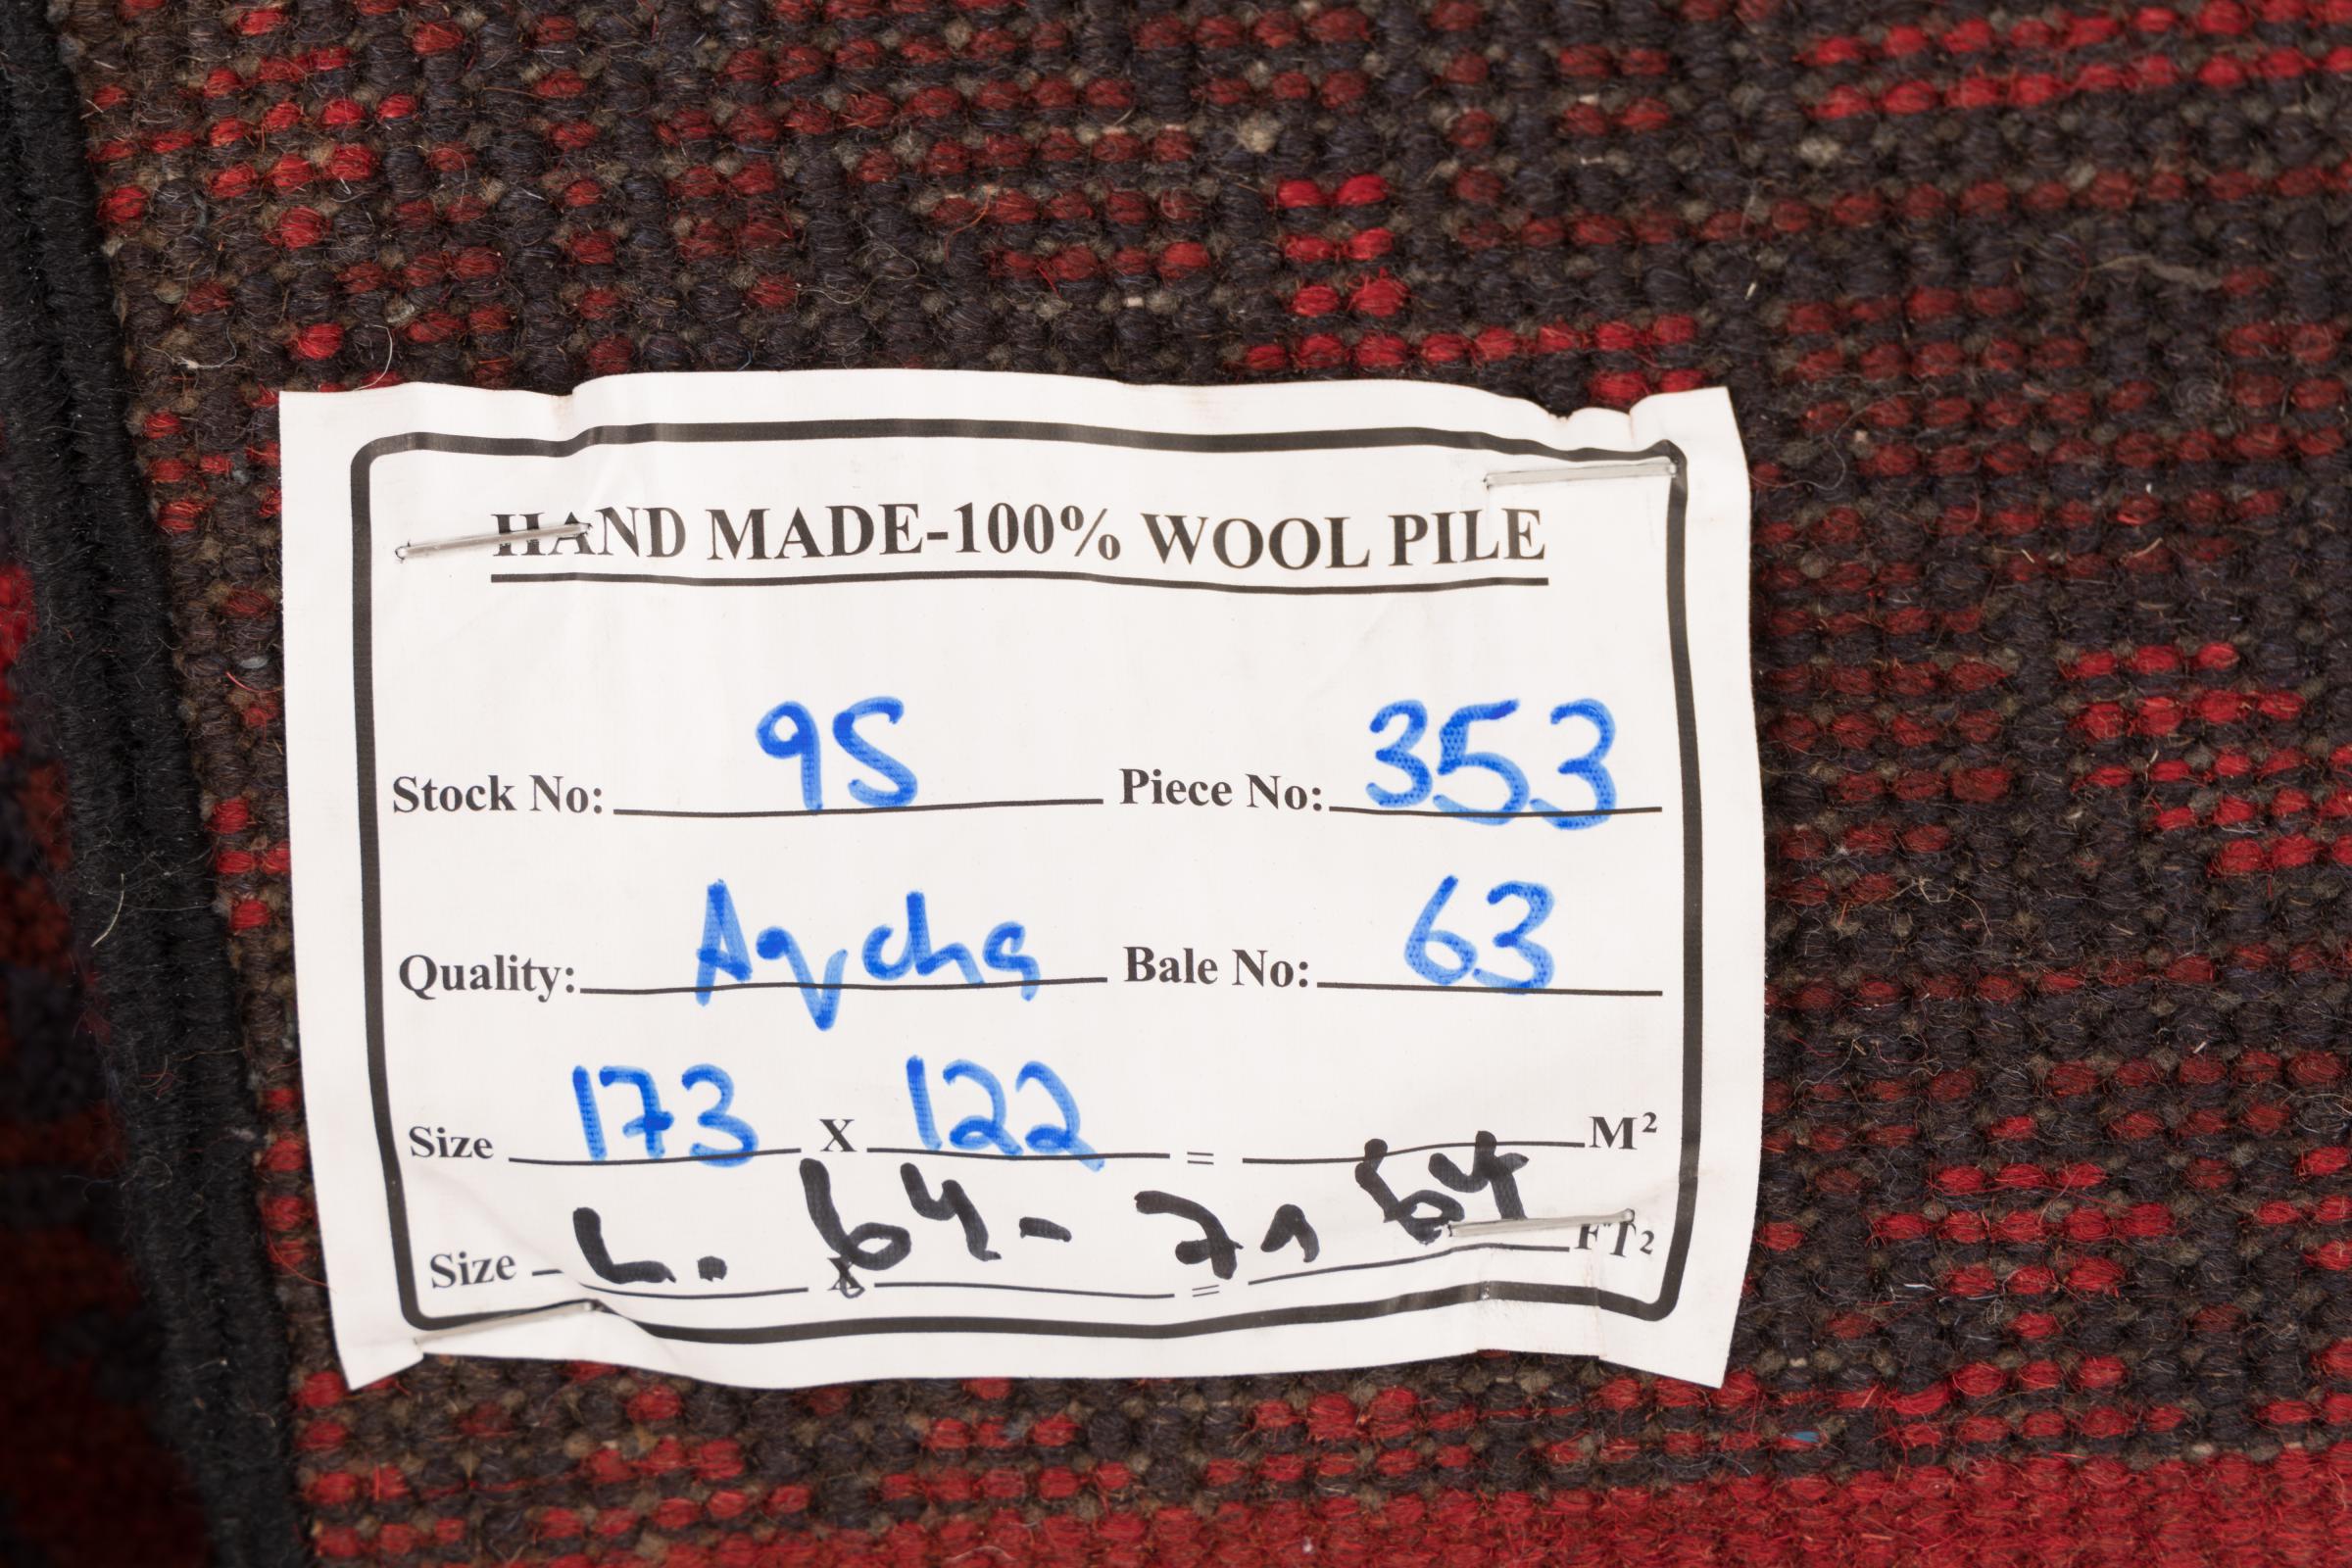 HAND MADE-100% WOOL PILE
Stock No: 95 Piece No: 353
Quality: Aqcha Bale No: 63
Size 173 X 122 = M²
L. 64-
64
Size X = FT²